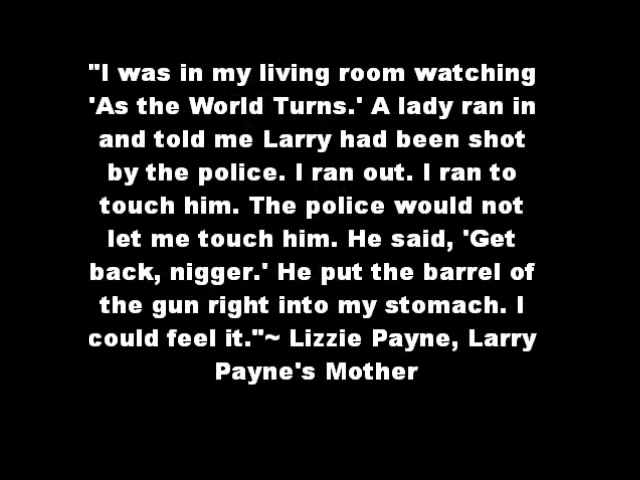 "I was in my living room watching
'As the World Turns.' A lady ran in
and told me Larry had been shot
by the police. I ran out. I ran to
touch him. The police would not
let me touch him. He said, 'Get
back, nigger.' He put the barrel of
the gun right into my stomach. I
could feel it."~ Lizzie Payne, Larry
Payne's Mother